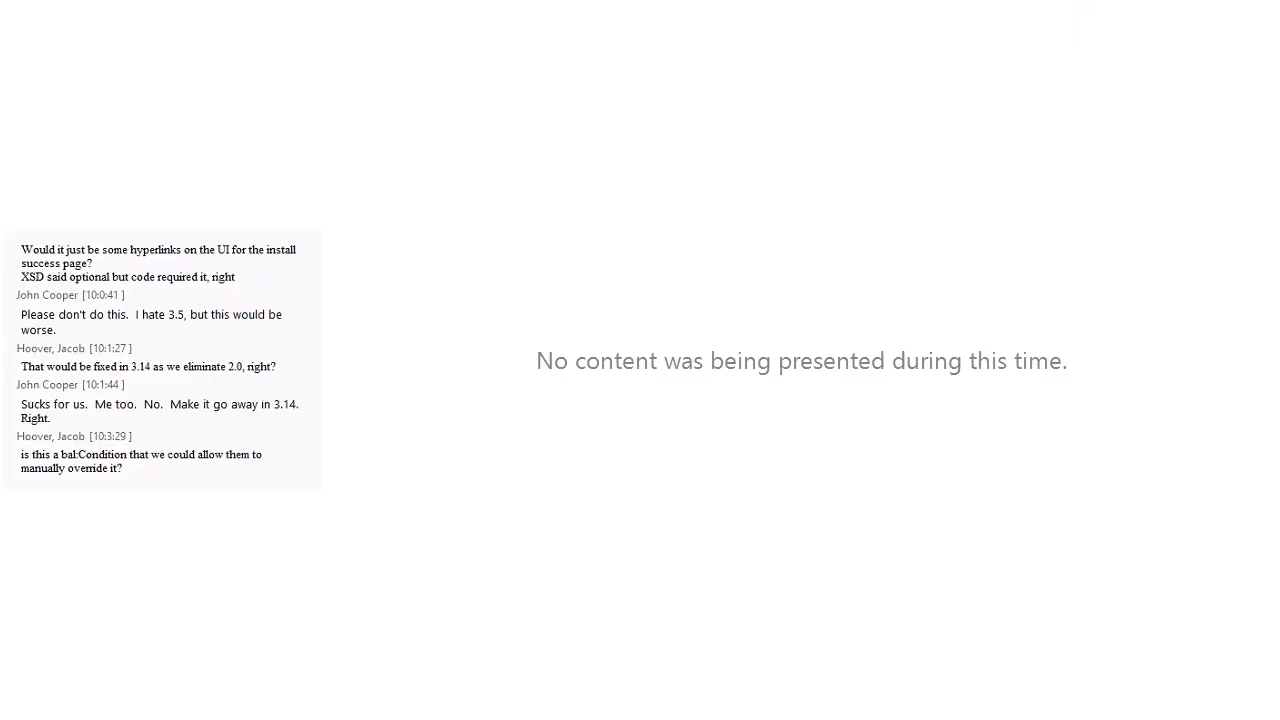 Would it just be some hyperlinks on the UI for the install
success page?
XSD said optional but code required it, right
John Cooper [10:0:41 ]
Please don't do this.  I hate 3.5, but this would be
worse.
Hoover, Jacob [10:1:27 ]
That would be fixed in 3.14 as we eliminate 2.0, right?
John Cooper [10:1:44 ]
Sucks for us.  Me too.  No.  Make it go away in 3.14.
Right.
Hoover, Jacob [10:3:29 ]
is this a bal:Condition that we could allow them to
manually override it?
No content was being presented during this time.